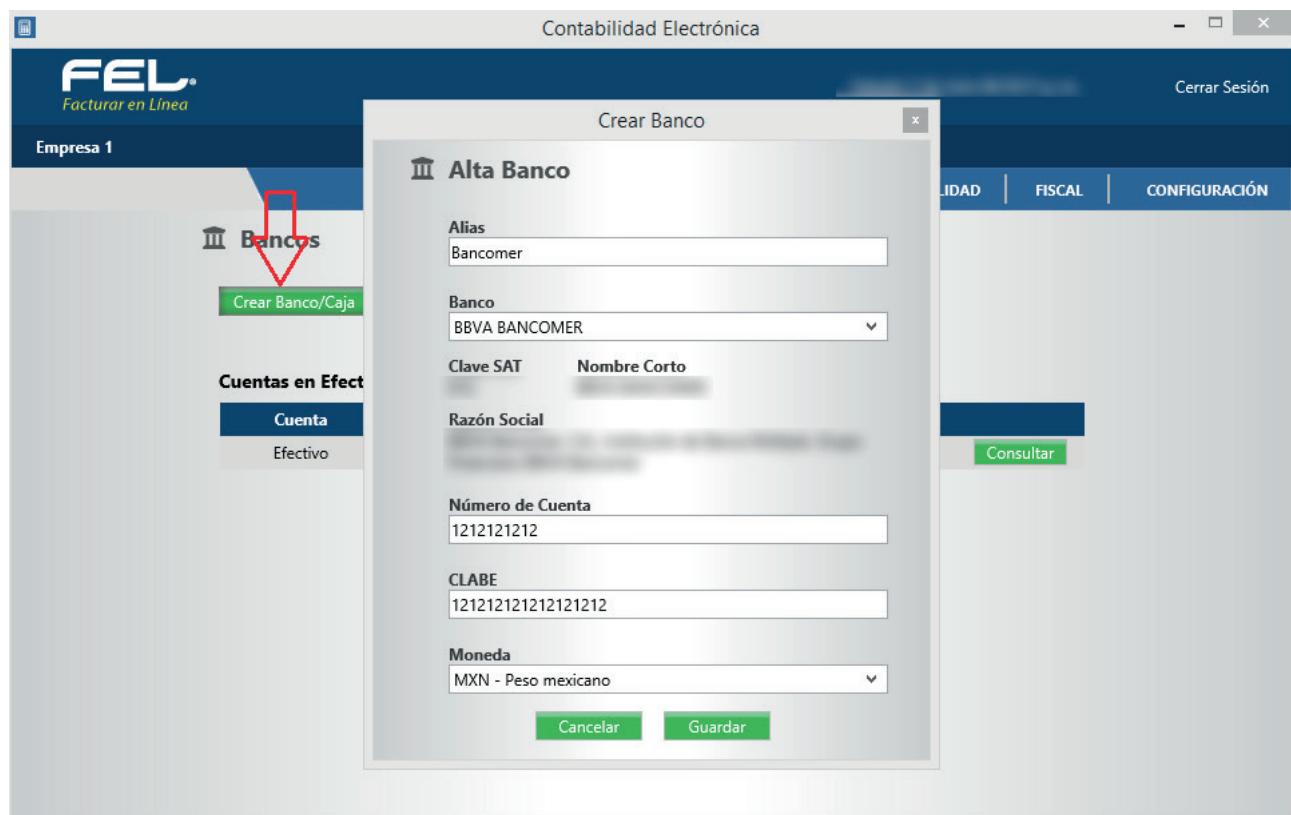 Contabilidad Electrónica
FEL.
Facturar en Línea
Cerrar Sesión
Empresa 1
FISCAL
CONFIGURACIÓN
Bancos
Crear Banco/Caja
Cuentas en
Cuenta
Efectivo
Consultar
Crear Banco
Alta Banco
Alias
Bancomer
Banco
BBVA BANCOMER
Clave SAT Nombre Corto
Razón Social
Número de Cuenta
1212121212
CLABE
121212121212121212
Moneda
MXN - Peso mexicano
Cancelar Guardar